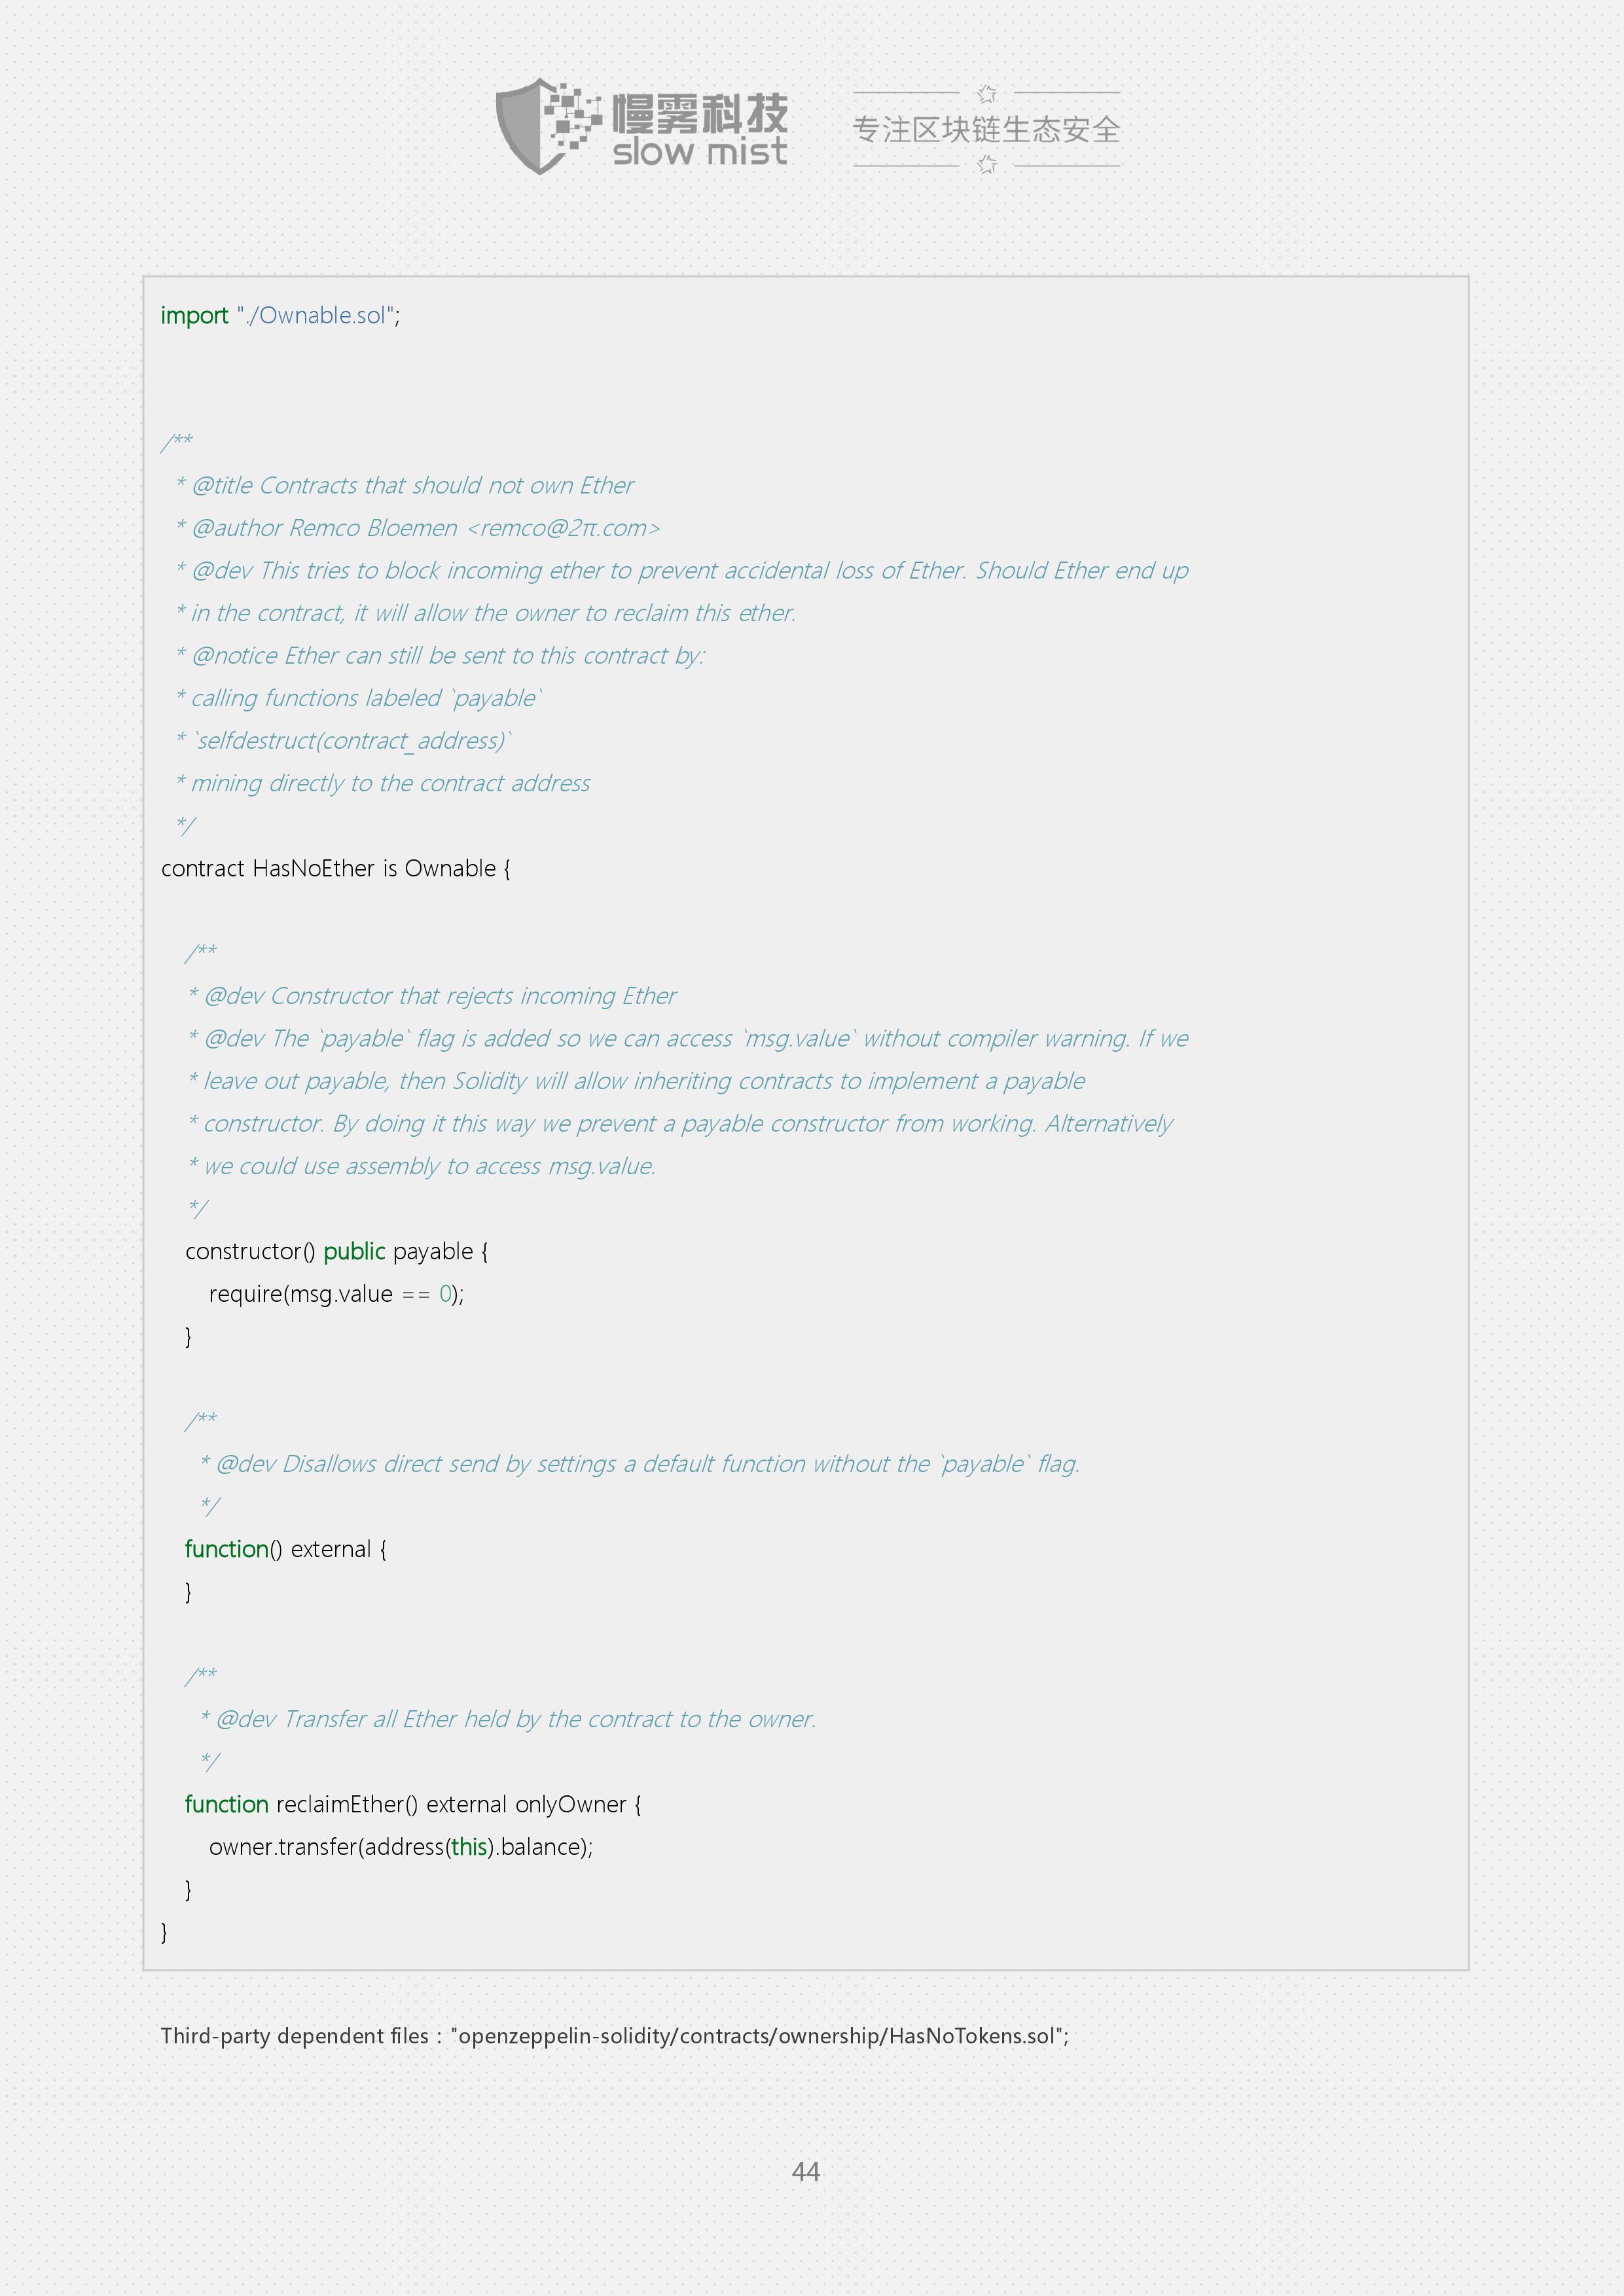 慢雾科技
slow mist
专注区块链生态安全
import "./Ownable.sol";
/**
* @title Contracts that should not own Ether
* @author Remco Bloemen <remco@2π.com>
* @dev This tries to block incoming ether to prevent accidental loss of Ether. Should Ether end up
* in the contract, it will allow the owner to reclaim this ether.
* @notice Ether can still be sent to this contract by:
* calling functions labeled `payable`
* `selfdestruct(contract_address)`
* mining directly to the contract address
*/
contract HasNoEther is Ownable {
/**
* @dev Constructor that rejects incoming Ether
* @dev The `payable` flag is added so we can access `msg.value` without compiler warning. If we
* leave out payable, then Solidity will allow inheriting contracts to implement a payable
* constructor. By doing it this way we prevent a payable constructor from working. Alternatively
* we could use assembly to access msg.value.
*/
constructor() public payable {
require(msg.value == 0);
}
/**
* @dev Disallows direct send by settings a default function without the `payable` flag.
*/
function() external {
}
/**
* @dev Transfer all Ether held by the contract to the owner.
*/
function reclaimEther() external onlyOwner {
owner.transfer(address(this).balance);
}
}
Third-party dependent files : "openzeppelin-solidity/contracts/ownership/HasNoTokens.sol";
44